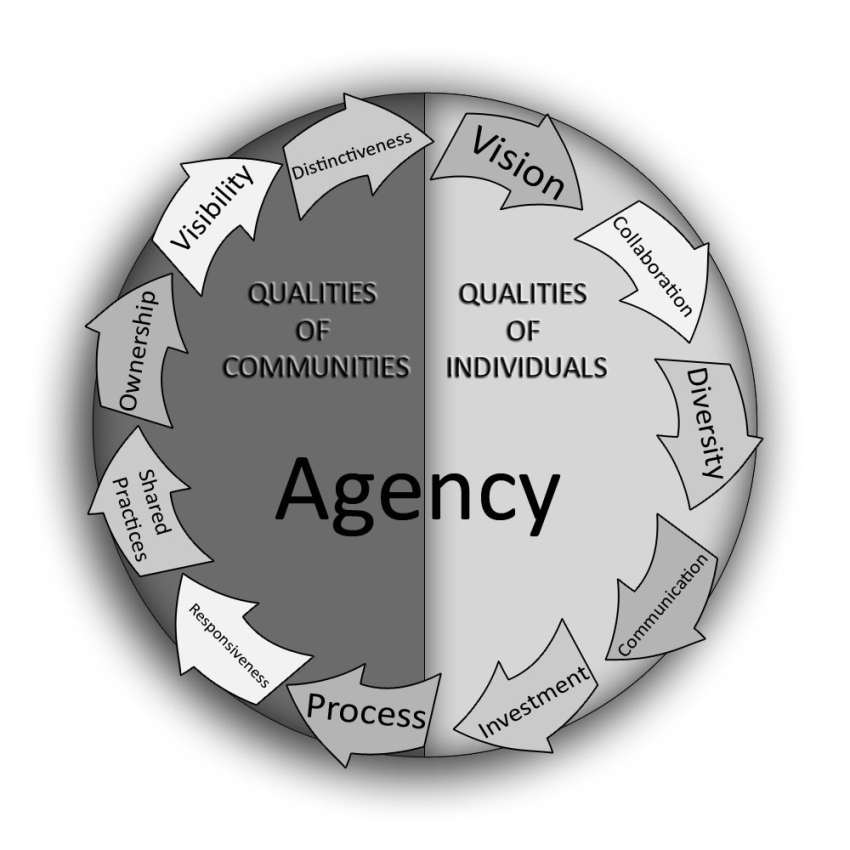 Distinctiveness
Vision
Visibility
Collaboration
QUALITIES
OF
COMMUNITIES
QUALITIES
OF
INDIVIDUALS
Ownership
Diversity
Agency
Shared
Practices
Communication
Responsiveness
Investment
Process